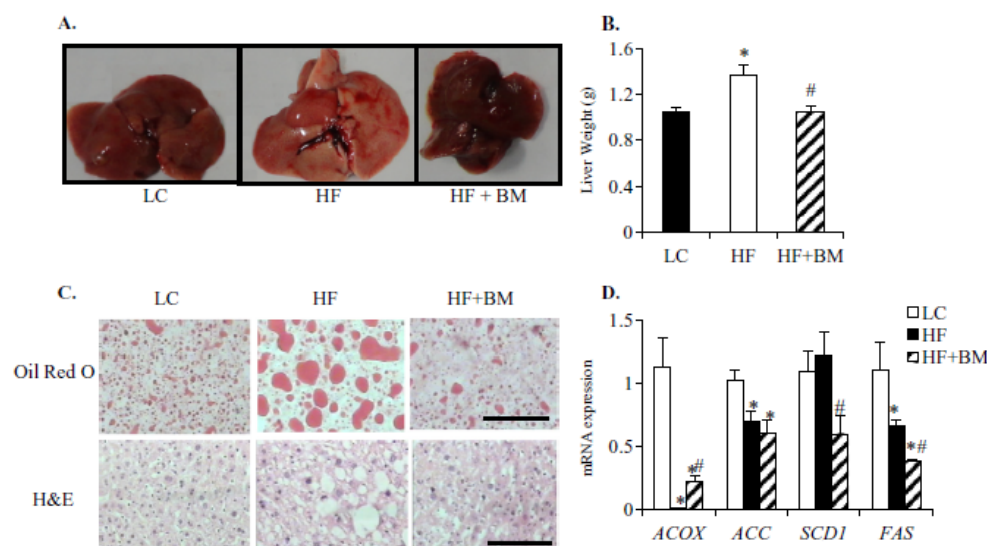 A.
LC HF HF + BM
B.
Liver Weight (g)
1.6
1.2
0.8
0.4
0
*
#
LC HF HF+BM
C.
LC HF HF+BM
Oil Red O
H&E
D.
mRNA expression
1.5
1
0.5
0
LC
HF
HF+BM
* *# * * # * *#
ACOX ACC SCD1 FAS